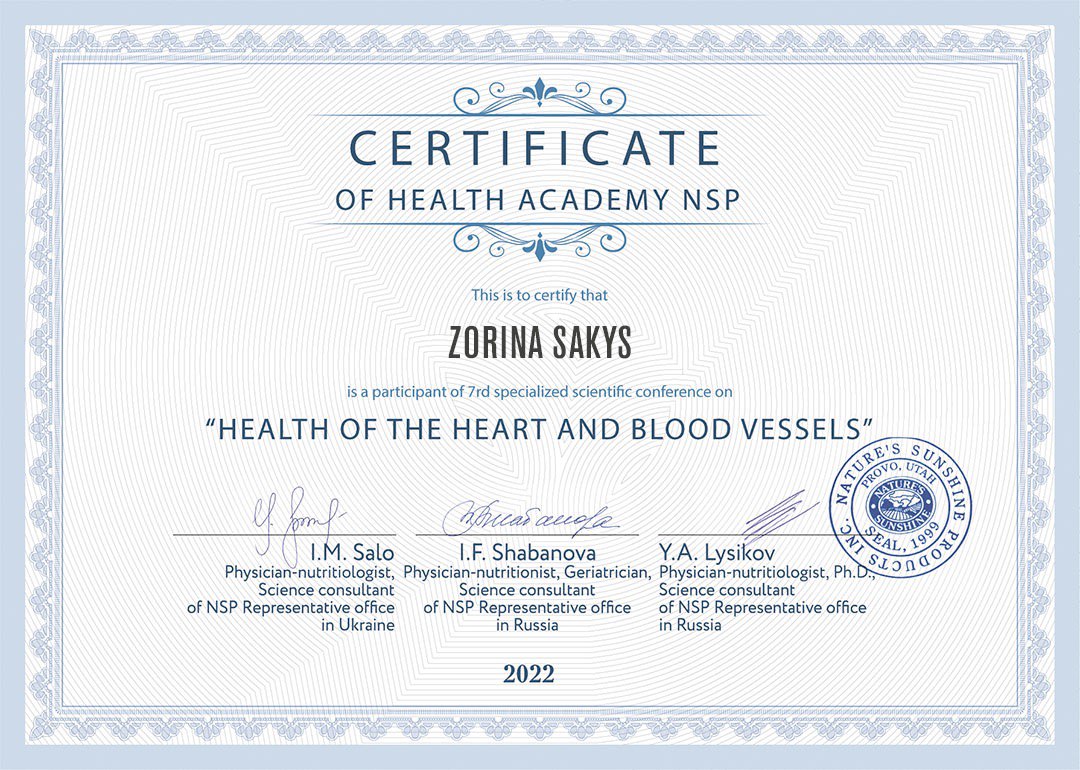 CERTIFICATE
OF HEALTH ACADEMY NSP
This is to certify that
ZORINA SAKYS
is a participant of 7rd specialized scientific conference on
“HEALTH OF THE HEART AND BLOOD VESSELS”
I.M. Salo
Physician-nutritiologist,
Science consultant
of NSP Representative office
in Ukraine
I.F. Shabanova
Physician-nutritionist, Geriatrician,
Science consultant
of NSP Representative office
in Russia
Y.A. Lysikov
Physician-nutritiologist, Ph.D.,
Science consultant
of NSP Representative office
in Russia
NATURE'S SUNSHINE PRODUCTS INC.
PROVO, UTAH
NATURE'S
SUNSHINE
SEAL, 1999
2022